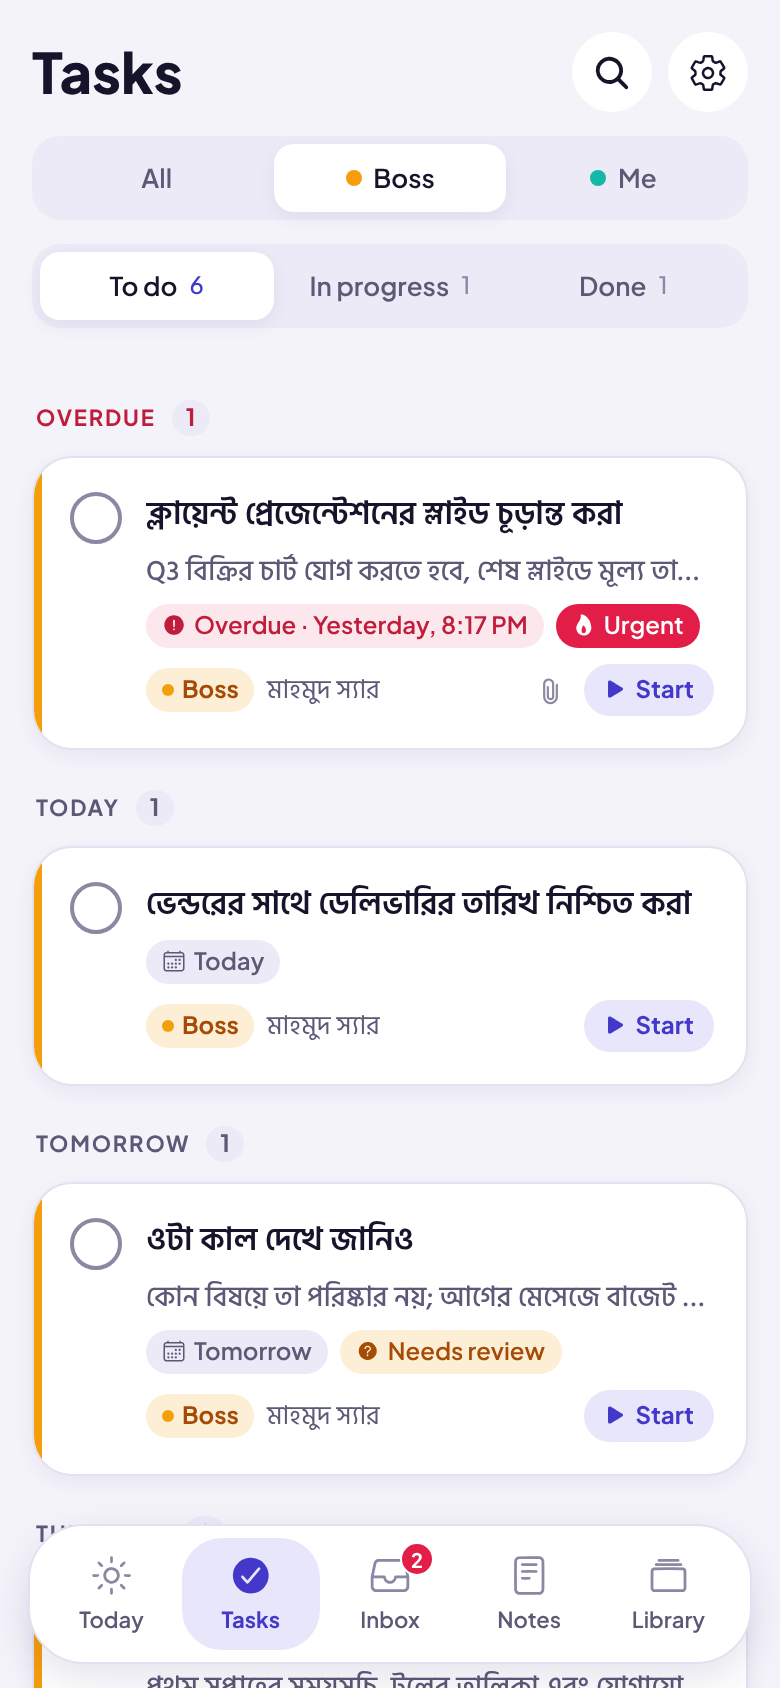 Tasks
All Boss Me
To do 6 In progress 1 Done 1
OVERDUE 1
ক্লায়েন্ট প্রেজেন্টেশনের স্লাইড চূড়ান্ত করা
Q3 বিক্রির চার্ট যোগ করতে হবে, শেষ স্লাইডে মূল্য তা...
Overdue · Yesterday, 8:17 PM Urgent
Boss মাহমুদ স্যার Start
TODAY 1
ভেন্ডরের সাথে ডেলিভারির তারিখ নিশ্চিত করা
Today
Boss মাহমুদ স্যার Start
TOMORROW 1
ওটা কাল দেখে জানিও
কোন বিষয়ে তা পরিষ্কার নয়; আগের মেসেজে বাজেট ...
Tomorrow Needs review
Boss মাহমুদ স্যার Start
Today Tasks Inbox 2 Notes Library